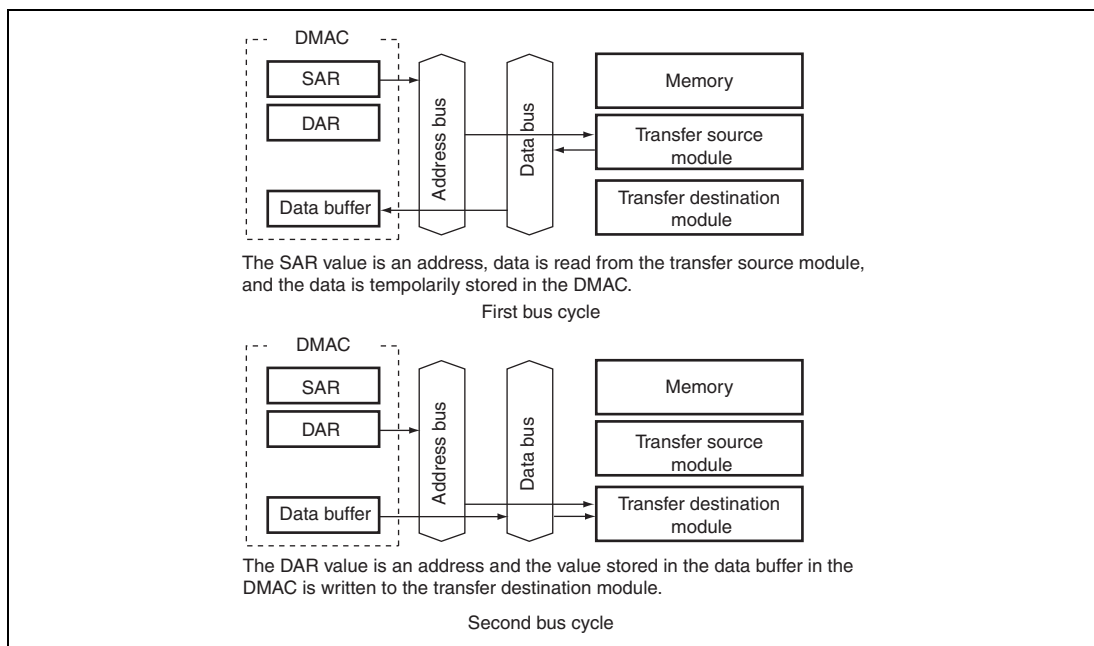 DMAC
SAR
DAR
Data buffer
Address bus
Data bus
Memory
Transfer source
module
Transfer destination
module
The SAR value is an address, data is read from the transfer source module,
and the data is tempolarily stored in the DMAC.
First bus cycle
DMAC
SAR
DAR
Data buffer
Address bus
Data bus
Memory
Transfer source
module
Transfer destination
module
The DAR value is an address and the value stored in the data buffer in the
DMAC is written to the transfer destination module.
Second bus cycle